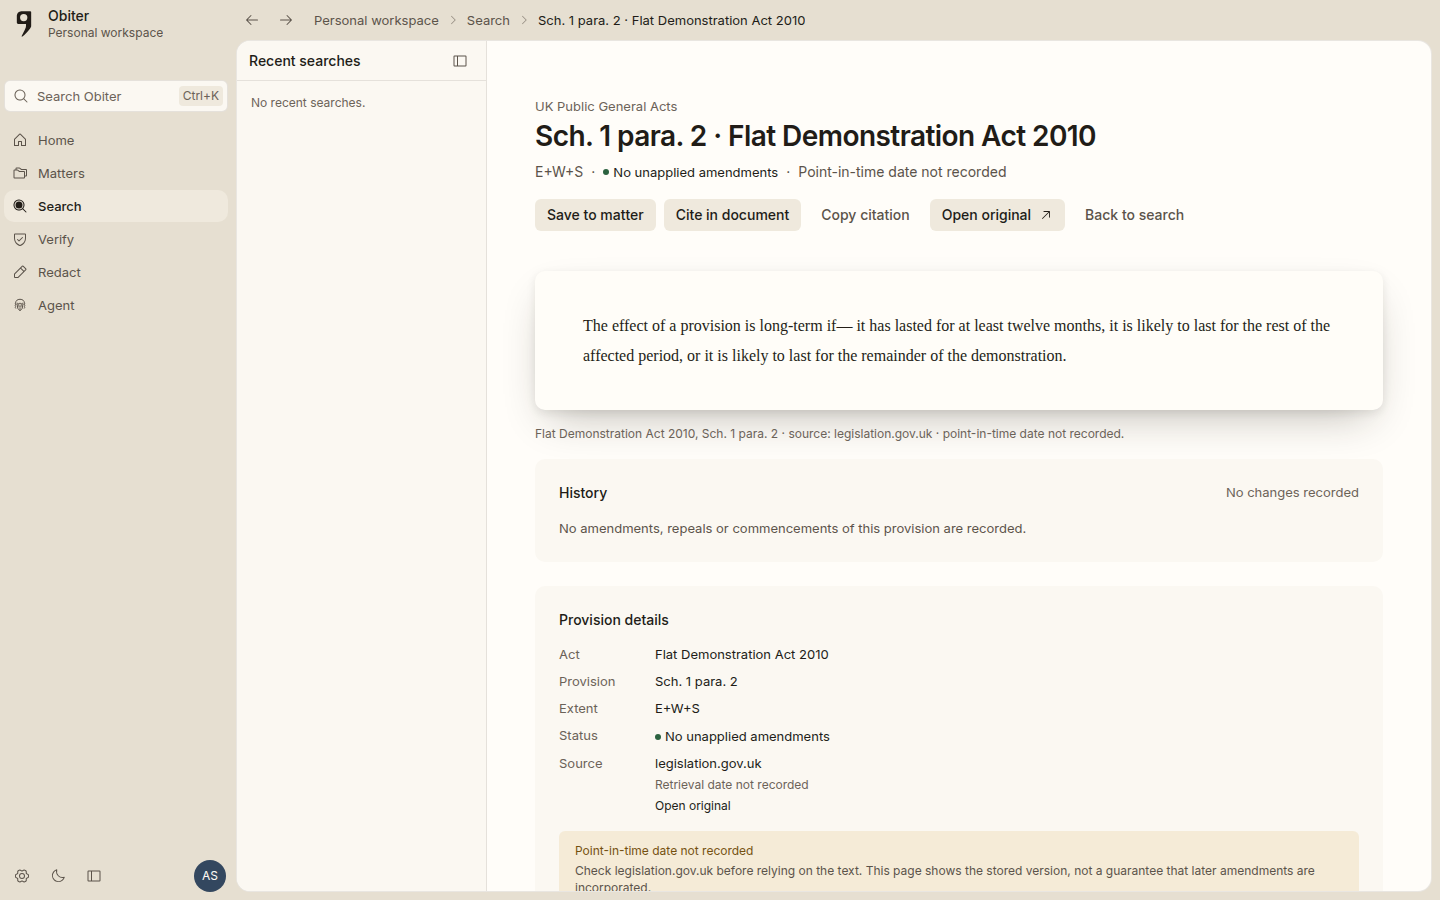 Obiter
Personal workspace
Search Obiter
Ctrl+K
Home
Matters
Search
Verify
Redact
Agent
AS
Personal workspace
Search
Sch. 1 para. 2 · Flat Demonstration Act 2010
Recent searches
No recent searches.
UK Public General Acts
Sch. 1 para. 2 · Flat Demonstration Act 2010
E+W+S · No unapplied amendments · Point-in-time date not recorded
Save to matter
Cite in document
Copy citation
Open original
Back to search
The effect of a provision is long-term if— it has lasted for at least twelve months, it is likely to last for the rest of the
affected period, or it is likely to last for the remainder of the demonstration.
Flat Demonstration Act 2010, Sch. 1 para. 2 · source: legislation.gov.uk · point-in-time date not recorded.
History
No changes recorded
No amendments, repeals or commencements of this provision are recorded.
Provision details
Act Flat Demonstration Act 2010
Provision Sch. 1 para. 2
Extent E+W+S
Status No unapplied amendments
Source legislation.gov.uk
Retrieval date not recorded
Open original
Point-in-time date not recorded
Check legislation.gov.uk before relying on the text. This page shows the stored version, not a guarantee that later amendments are
incorporated.